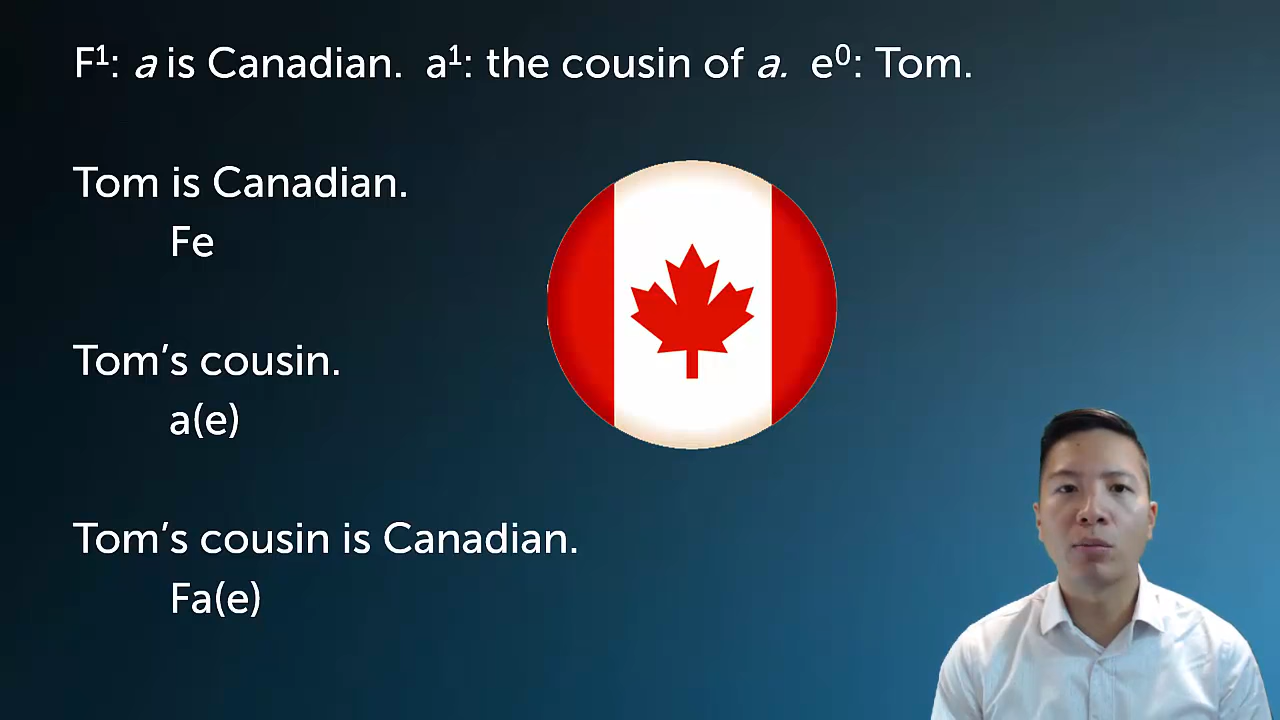 F¹: a is Canadian. a¹: the cousin of a. e⁰: Tom.
Tom is Canadian.
Fe
Tom’s cousin.
a(e)
Tom’s cousin is Canadian.
Fa(e)